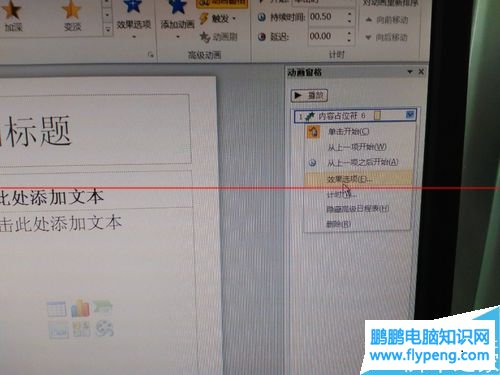 加深
变淡
效果选项
添加动画
动画窗格
触发
动画刷
高级动画
持续时间: 00.50
延迟: 00.00
计时
对动画重新排序
向前移动
向后移动
动画窗格
播放
1 内容占位符 6
单击开始(C)
从上一项开始(W)
从上一项之后开始(A)
效果选项(E)...
计时(T)...
隐藏高级日程表(H)
删除(R)
标题
此处添加文本
击此处添加文本
鹏鹏电脑知识网
www.flypeng.com